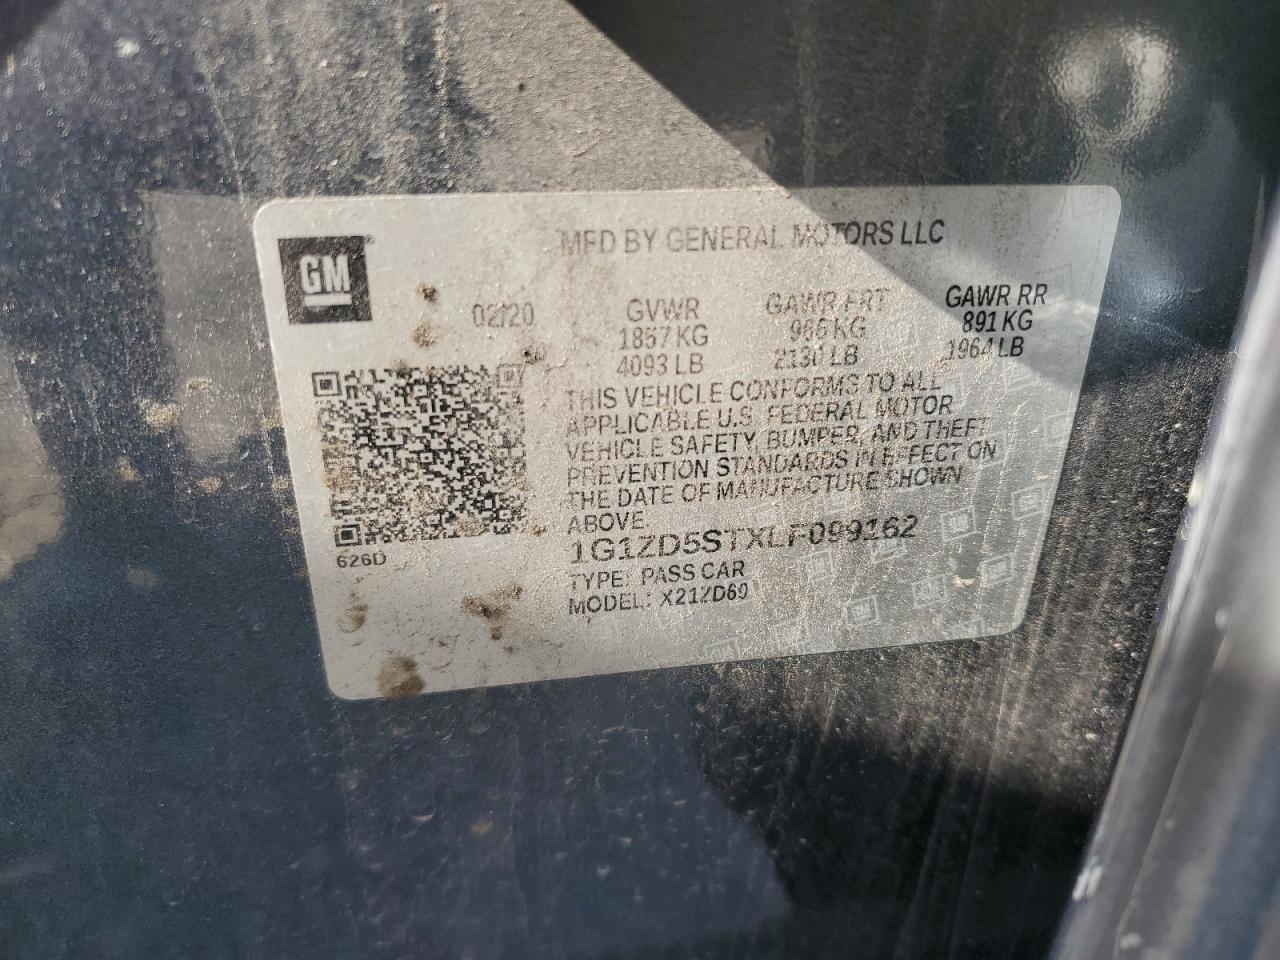 GM
MFD BY GENERAL MOTORS LLC
02/20 GVWR GAWR FRT GAWR RR
1857 KG 966 KG 891 KG
4093 LB 2130 LB 1964 LB
THIS VEHICLE CONFORMS TO ALL
APPLICABLE U.S. FEDERAL MOTOR
VEHICLE SAFETY, BUMPER, AND THEFT
PREVENTION STANDARDS IN EFFECT ON
THE DATE OF MANUFACTURE SHOWN
ABOVE.
1G1ZD5STXLF099162
626D
TYPE: PASS CAR
MODEL: X21ZD69